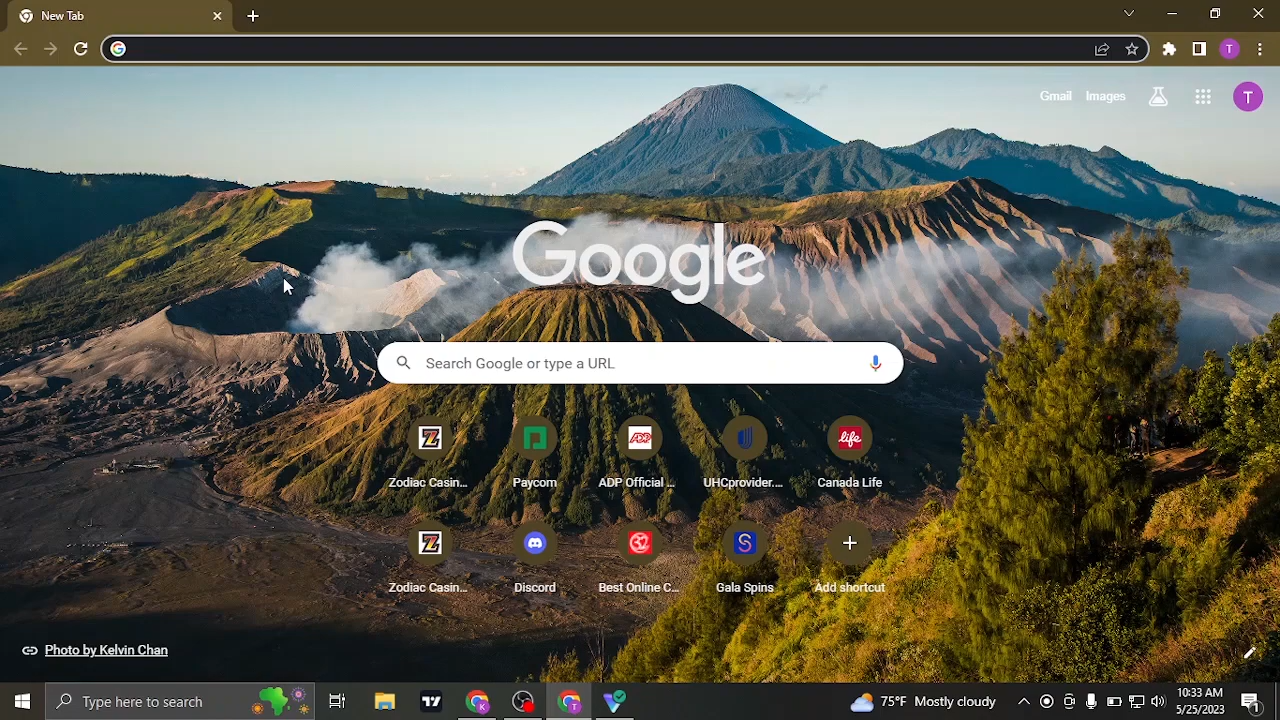 New Tab
T
Gmail
Images
T
Google
Search Google or type a URL
Zodiac Casin...
Paycom
ADP Official ...
UHCprovider....
Canada Life
Zodiac Casin...
Discord
Best Online C...
Gala Spins
Add shortcut
Photo by Kelvin Chan
Type here to search
75°F Mostly cloudy
10:33 AM
5/25/2023